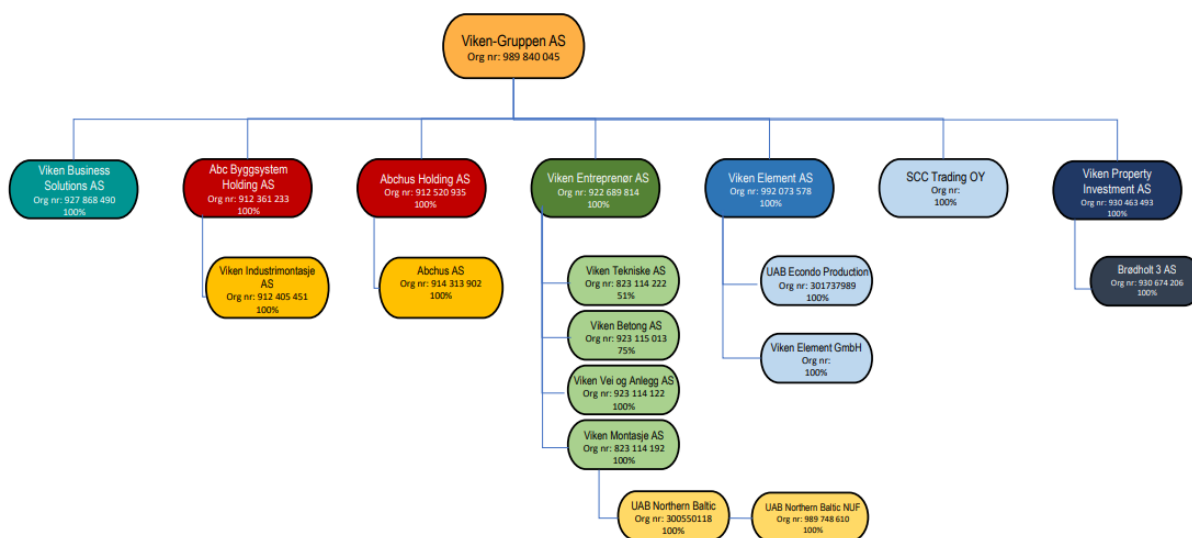 Viken-Gruppen AS
Org nr: 989 840 045
Viken Business
Solutions AS
Org nr: 927 868 490
100%
Abc Byggsystem
Holding AS
Org nr: 912 361 233
100%
Abchus Holding AS
Org nr: 912 520 935
100%
Viken Entreprenør AS
Org nr: 922 689 814
100%
Viken Element AS
Org nr: 992 073 578
100%
SCC Trading OY
Org nr:
100%
Viken Property
Investment AS
Org nr: 930 463 493
100%
Viken Industrimontasje
AS
Org nr: 912 405 451
100%
Abchus AS
Org nr: 914 313 902
100%
Viken Tekniske AS
Org nr: 823 114 222
51%
UAB Econdo Production
Org nr: 301737989
100%
Brødholt 3 AS
Org nr: 930 674 206
100%
Viken Betong AS
Org nr: 923 115 013
75%
Viken Element GmbH
Org nr:
100%
Viken Vei og Anlegg AS
Org nr: 923 114 122
100%
Viken Montasje AS
Org nr: 823 114 192
100%
UAB Northern Baltic
Org nr: 300550118
100%
UAB Northern Baltic NUF
Org nr: 989 748 610
100%